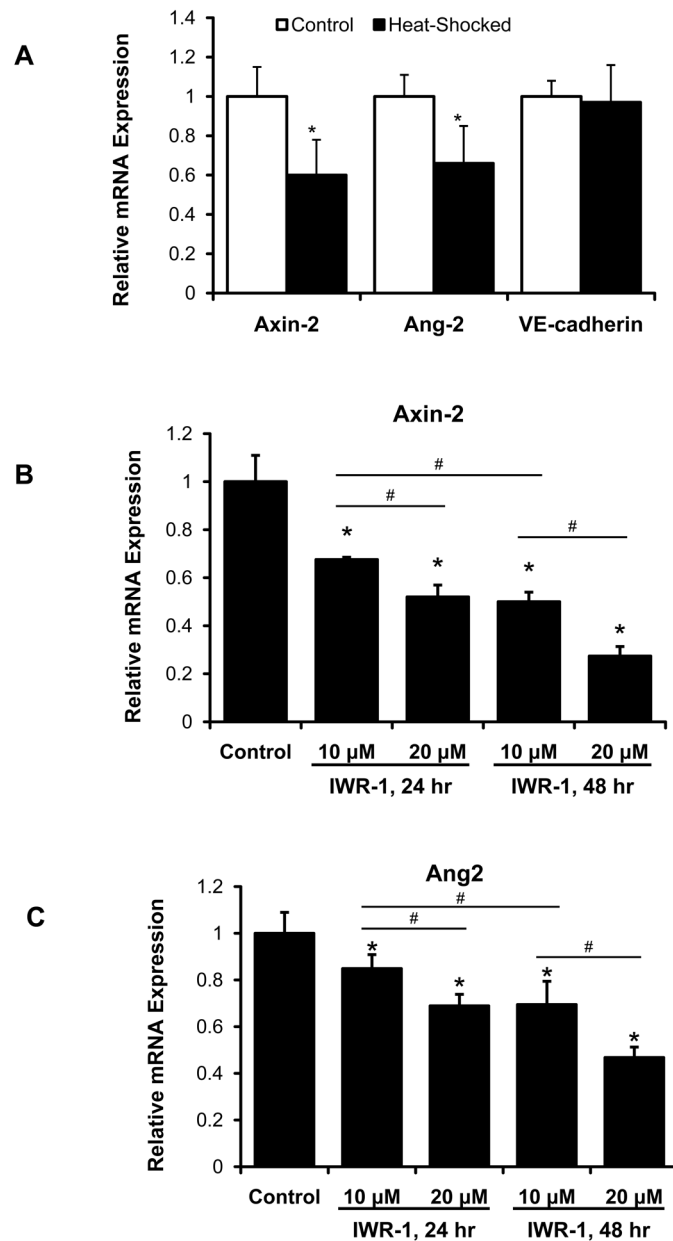 A
Control Heat-Shocked
Relative mRNA Expression
1.4
1.2
1
0.8
0.6
0.4
0.2
0
* *
Axin-2 Ang-2 VE-cadherin
B
Axin-2
Relative mRNA Expression
1.2
1
0.8
0.6
0.4
0.2
0
#
# #
* * * *
Control 10 µM 20 µM 10 µM 20 µM
IWR-1, 24 hr IWR-1, 48 hr
C
Ang2
Relative mRNA Expression
1.2
1
0.8
0.6
0.4
0.2
0
#
# #
* * * *
Control 10 µM 20 µM 10 µM 20 µM
IWR-1, 24 hr IWR-1, 48 hr